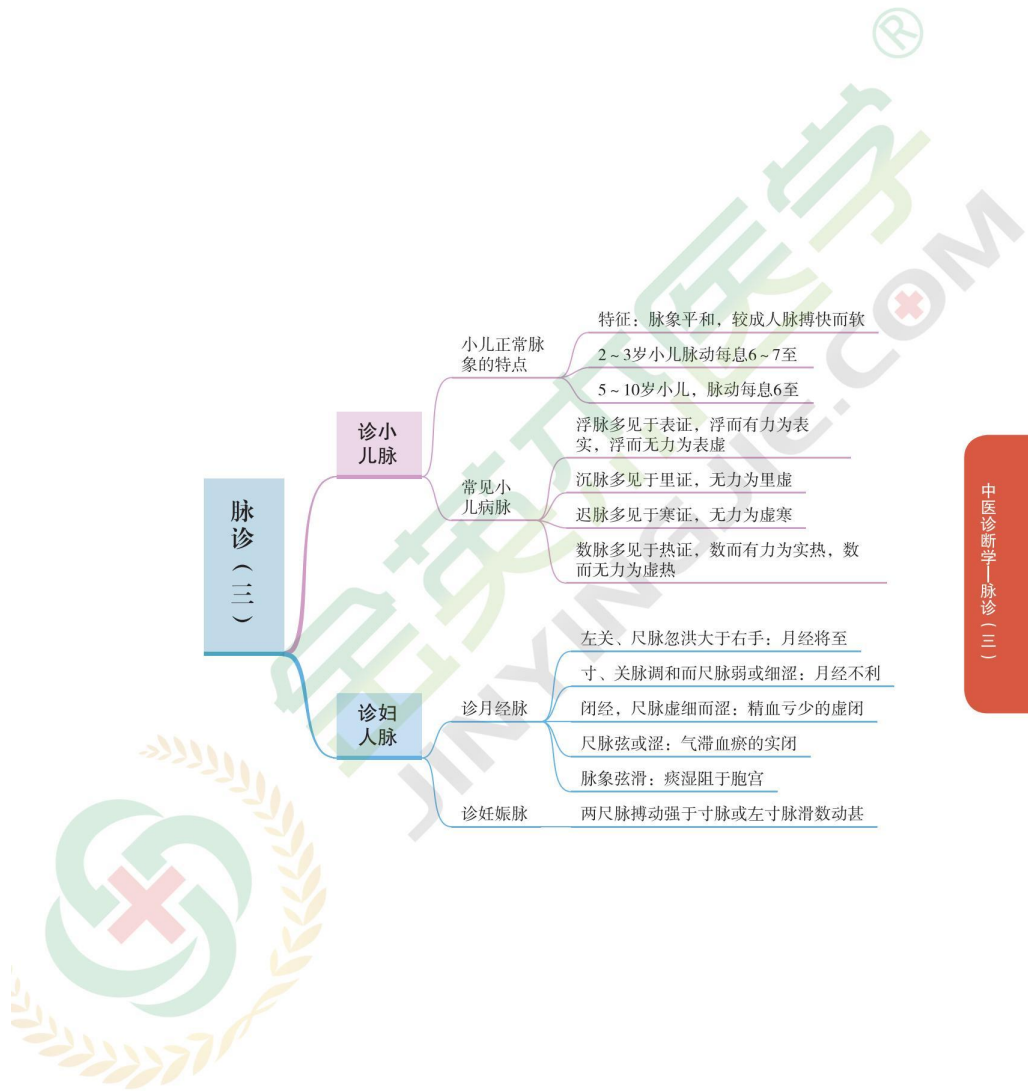 脉诊（三）
诊小
儿脉
小儿正常脉
象的特点
特征：脉象平和，较成人脉搏快而软
2～3岁小儿脉动每息6～7至
5～10岁小儿，脉动每息6至
常见小
儿病脉
浮脉多见于表证，浮而有力为表
实，浮而无力为表虚
沉脉多见于里证，无力为里虚
迟脉多见于寒证，无力为虚寒
数脉多见于热证，数而有力为实热，数
而无力为虚热
诊妇
人脉
诊月经脉
左关、尺脉忽洪大于右手：月经将至
寸、关脉调和而尺脉弱或细涩：月经不利
闭经，尺脉虚细而涩：精血亏少的虚闭
尺脉弦或涩：气滞血瘀的实闭
脉象弦滑：痰湿阻于胞宫
诊妊娠脉
两尺脉搏动强于寸脉或左寸脉滑数动甚
中医诊断学—脉诊（三）
金英杰医学®
JINYINGJIE.COM